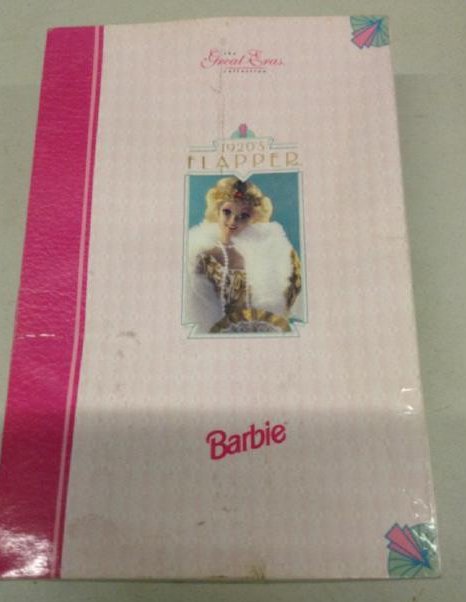 the
Great Eras
collection
1920'S
FLAPPER
Barbie